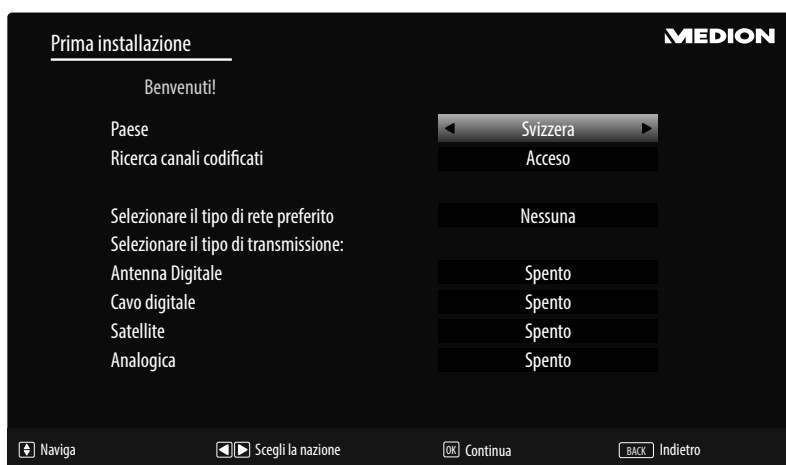 Prima installazione
MEDION
Benvenuti!
Paese Svizzera
Ricerca canali codificati Acceso
Selezionare il tipo di rete preferito Nessuna
Selezionare il tipo di transmissione:
Antenna Digitale Spento
Cavo digitale Spento
Satellite Spento
Analogica Spento
Naviga Scegli la nazione OK Continua BACK Indietro